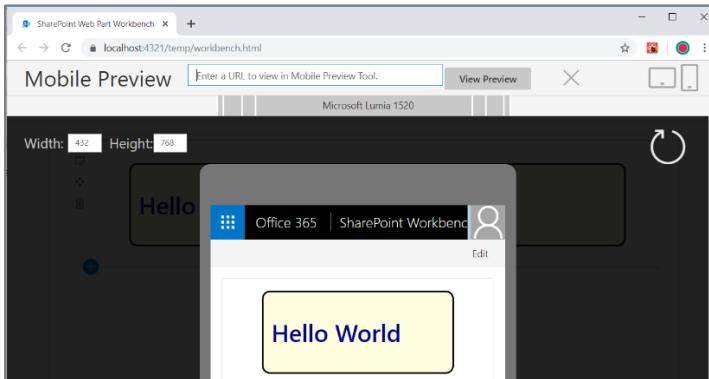 SharePoint Web Part Workbench
localhost:4321/temp/workbench.html
Mobile Preview
Enter a URL to view in Mobile Preview Tool.
View Preview
Microsoft Lumia 1520
Width: 432 Height: 768
Hello
Office 365 SharePoint Workbenc
Edit
Hello World